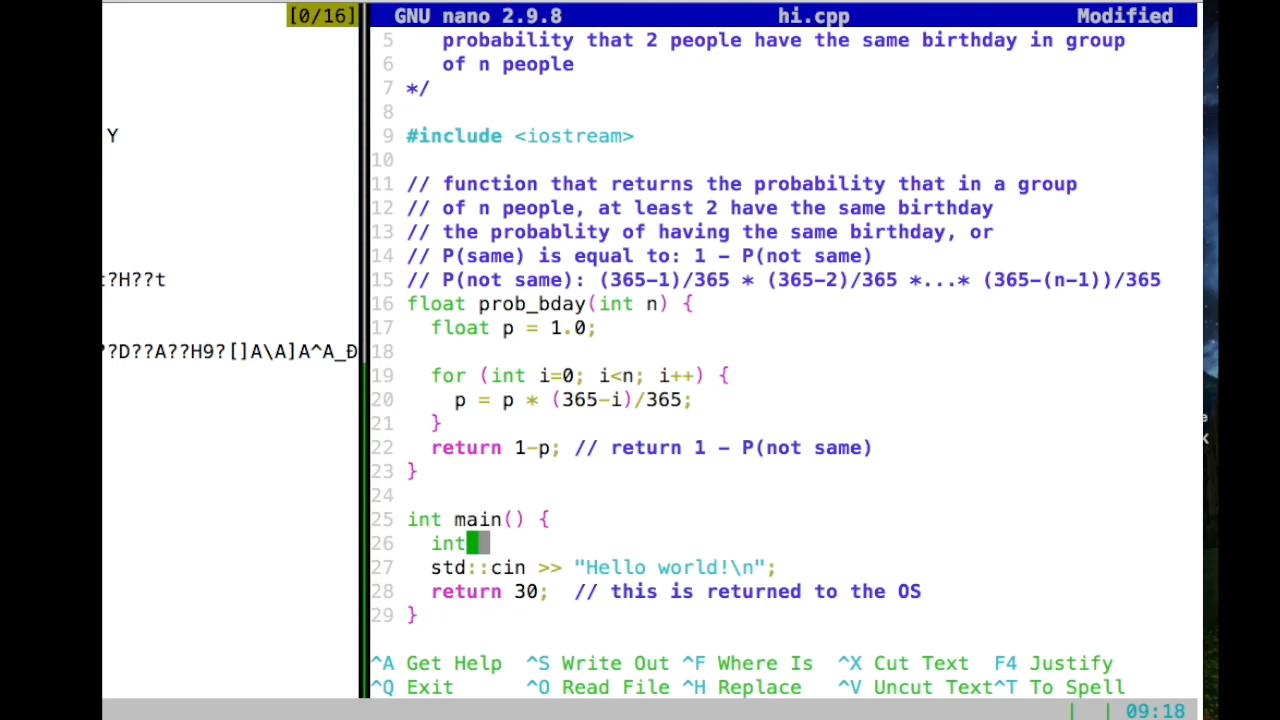 [0/16]
Y
?H??t
??D??A??H9?[]A\A]A^A_Ð
GNU nano 2.9.8 hi.cpp Modified
5 probability that 2 people have the same birthday in group
6 of n people
7 */
8
9 #include <iostream>
10
11 // function that returns the probability that in a group
12 // of n people, at least 2 have the same birthday
13 // the probablity of having the same birthday, or
14 // P(same) is equal to: 1 - P(not same)
15 // P(not same): (365-1)/365 * (365-2)/365 *...* (365-(n-1))/365
16 float prob_bday(int n) {
17 float p = 1.0;
18
19 for (int i=0; i<n; i++) {
20 p = p * (365-i)/365;
21 }
22 return 1-p; // return 1 - P(not same)
23 }
24
25 int main() {
26 int
27 std::cin >> "Hello world!\n";
28 return 30; // this is returned to the OS
29 }
^A Get Help ^S Write Out ^F Where Is ^X Cut Text F4 Justify
^Q Exit ^O Read File ^H Replace ^V Uncut Text^T To Spell
| | 09:18